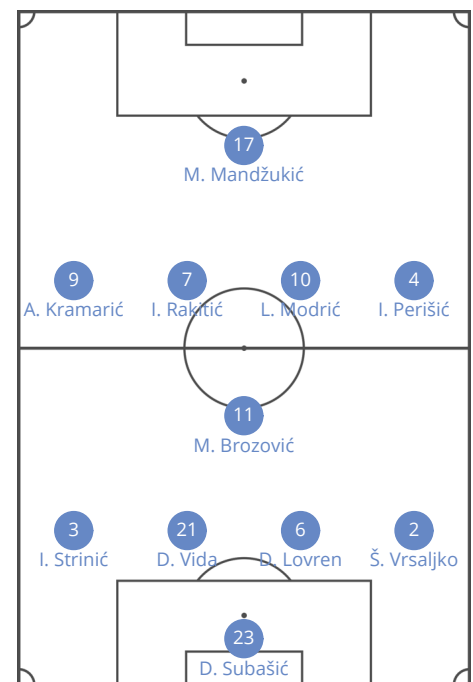 17
M. Mandžukić
9 7 10 4
A. Kramarić I. Rakitić L. Modrić I. Perišić
11
M. Brozović
3 21 6 2
I. Strinić D. Vida D. Lovren Š. Vrsaljko
23
D. Subašić